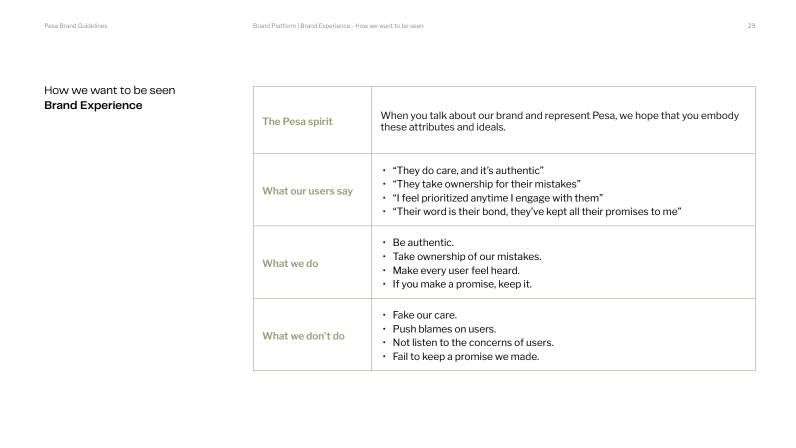 Pesa Brand Guidelines
Brand Platform | Brand Experience - How we want to be seen
29
How we want to be seen
Brand Experience
The Pesa spirit
When you talk about our brand and represent Pesa, we hope that you embody
these attributes and ideals.
What our users say
• “They do care, and it’s authentic”
• “They take ownership for their mistakes”
• “I feel prioritized anytime I engage with them”
• “Their word is their bond, they’ve kept all their promises to me”
What we do
• Be authentic.
• Take ownership of our mistakes.
• Make every user feel heard.
• If you make a promise, keep it.
What we don’t do
• Fake our care.
• Push blames on users.
• Not listen to the concerns of users.
• Fail to keep a promise we made.